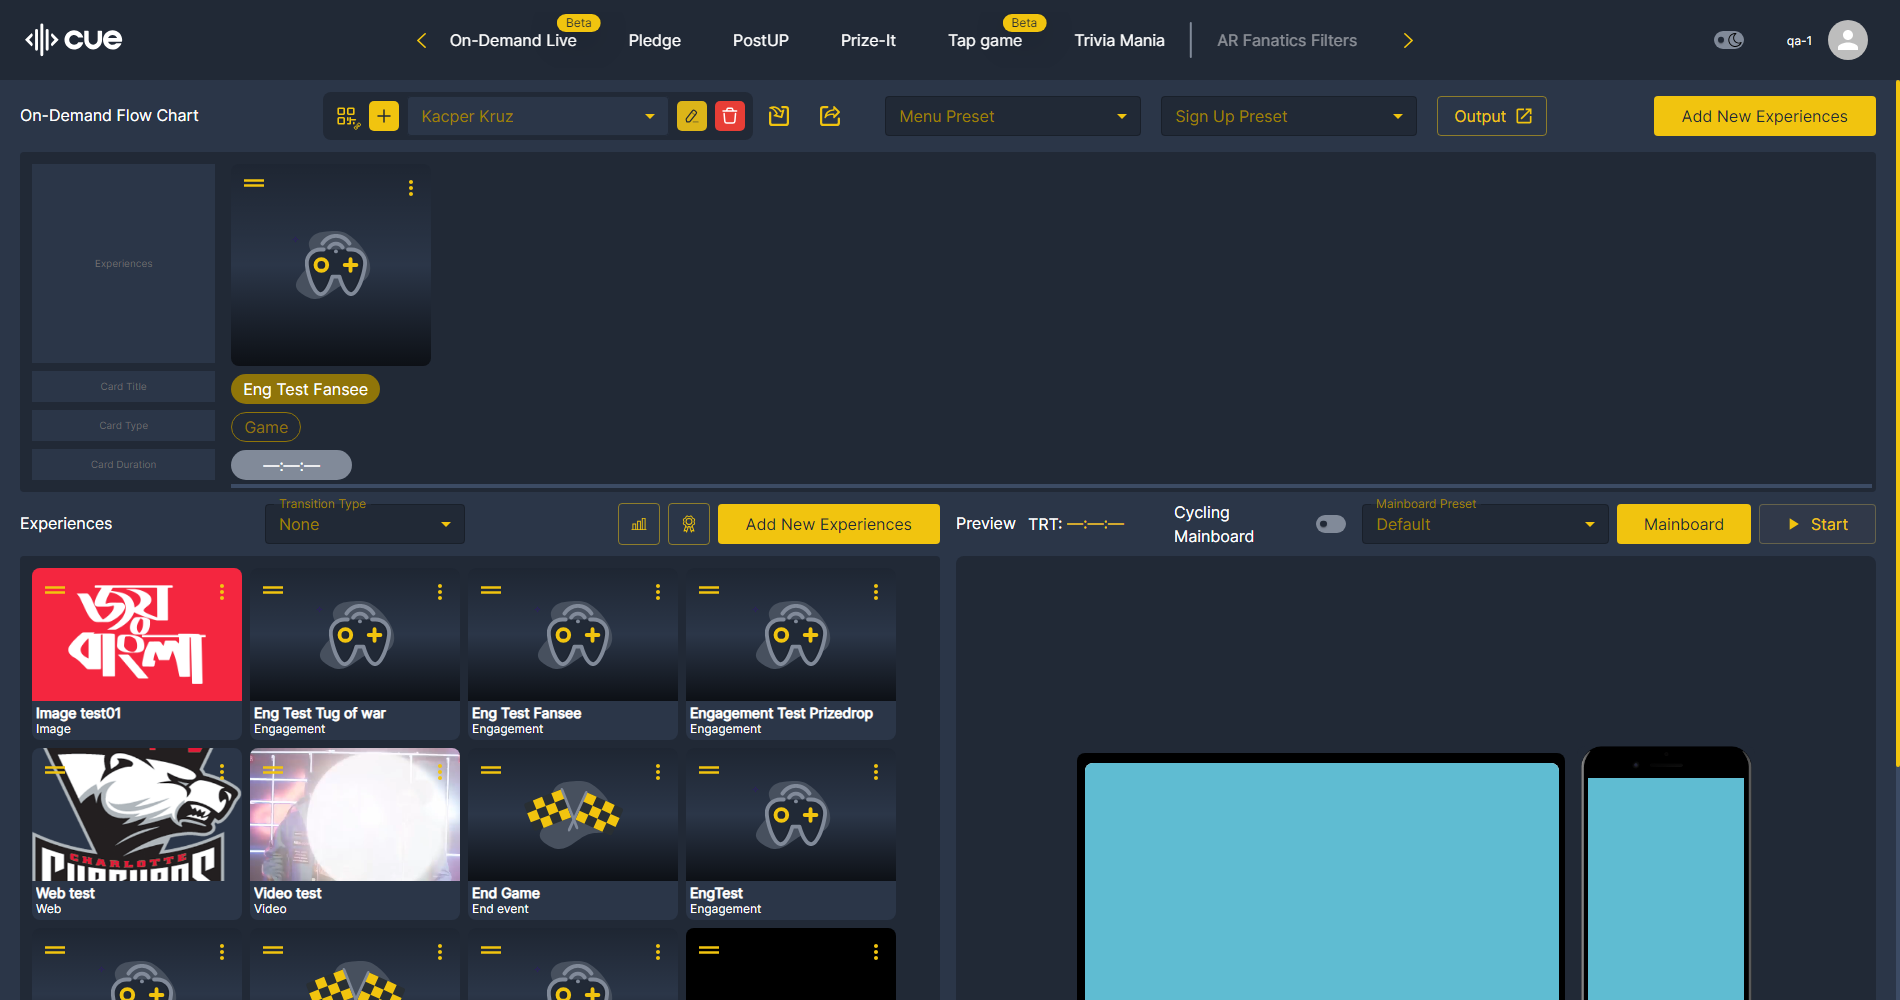 cue
On-Demand Live
Beta
Pledge
PostUP
Prize-It
Tap game
Beta
Trivia Mania
AR Fanatics Filters
qa-1
On-Demand Flow Chart
Kacper Kruz
Menu Preset
Sign Up Preset
Output
Add New Experiences
Experiences
Card Title
Eng Test Fansee
Card Type
Game
Card Duration
—:—:—
Experiences
Transition Type
None
Add New Experiences
Preview
TRT: —:—:—
Cycling
Mainboard
Mainboard Preset
Default
Mainboard
Start
জয়
বাংলা
Image test01
Image
Eng Test Tug of war
Engagement
Eng Test Fansee
Engagement
Engagement Test Prizedrop
Engagement
CHARLOTTE
Web test
Web
Video test
Video
End Game
End event
EngTest
Engagement